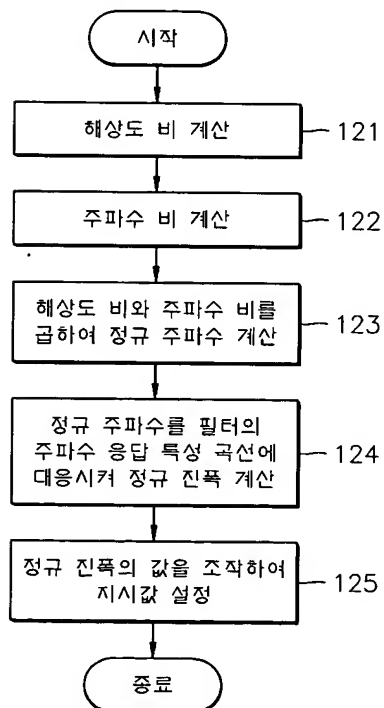 시작
해상도 비 계산
121
주파수 비 계산
122
해상도 비와 주파수 비를
곱하여 정규 주파수 계산
123
정규 주파수를 필터의
주파수 응답 특성 곡선에
대응시켜 정규 진폭 계산
124
정규 진폭의 값을 조작하여
지시값 설정
125
종료